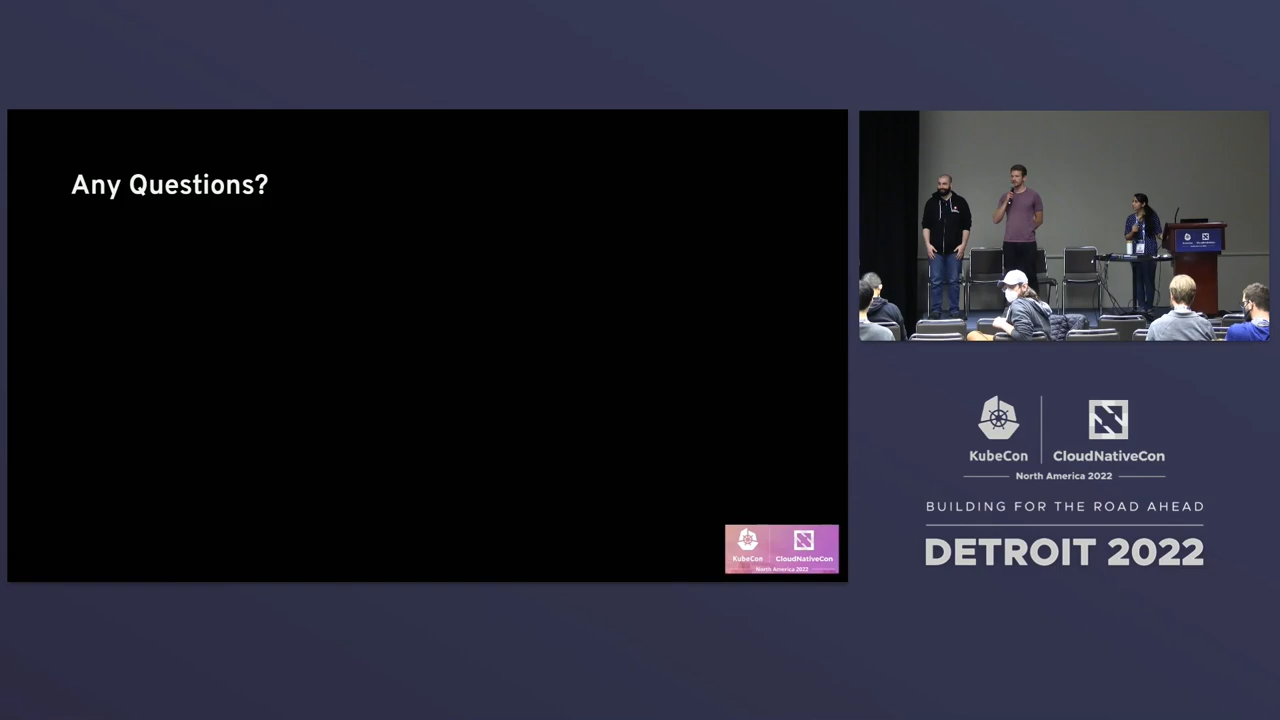 Any Questions?
KubeCon
CloudNativeCon
North America 2022
KubeCon
CloudNativeCon
North America 2022
BUILDING FOR THE ROAD AHEAD
DETROIT 2022